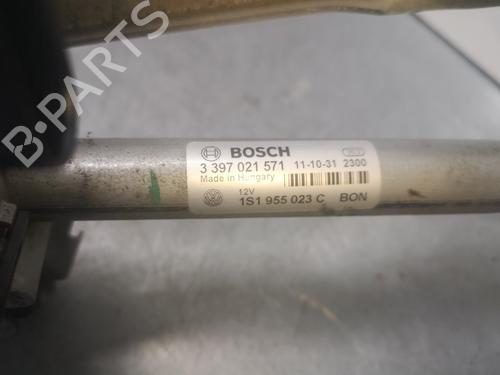 BOSCH
3 397 021 571 11-10-31 2300
Made in Hungary
12V
1S1 955 023 C BON
B-PARTS